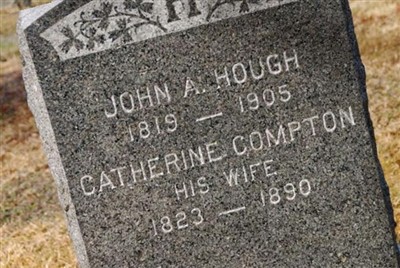 H
JOHN A. HOUGH
1819 — 1905
CATHERINE COMPTON
HIS WIFE
1823 — 1890